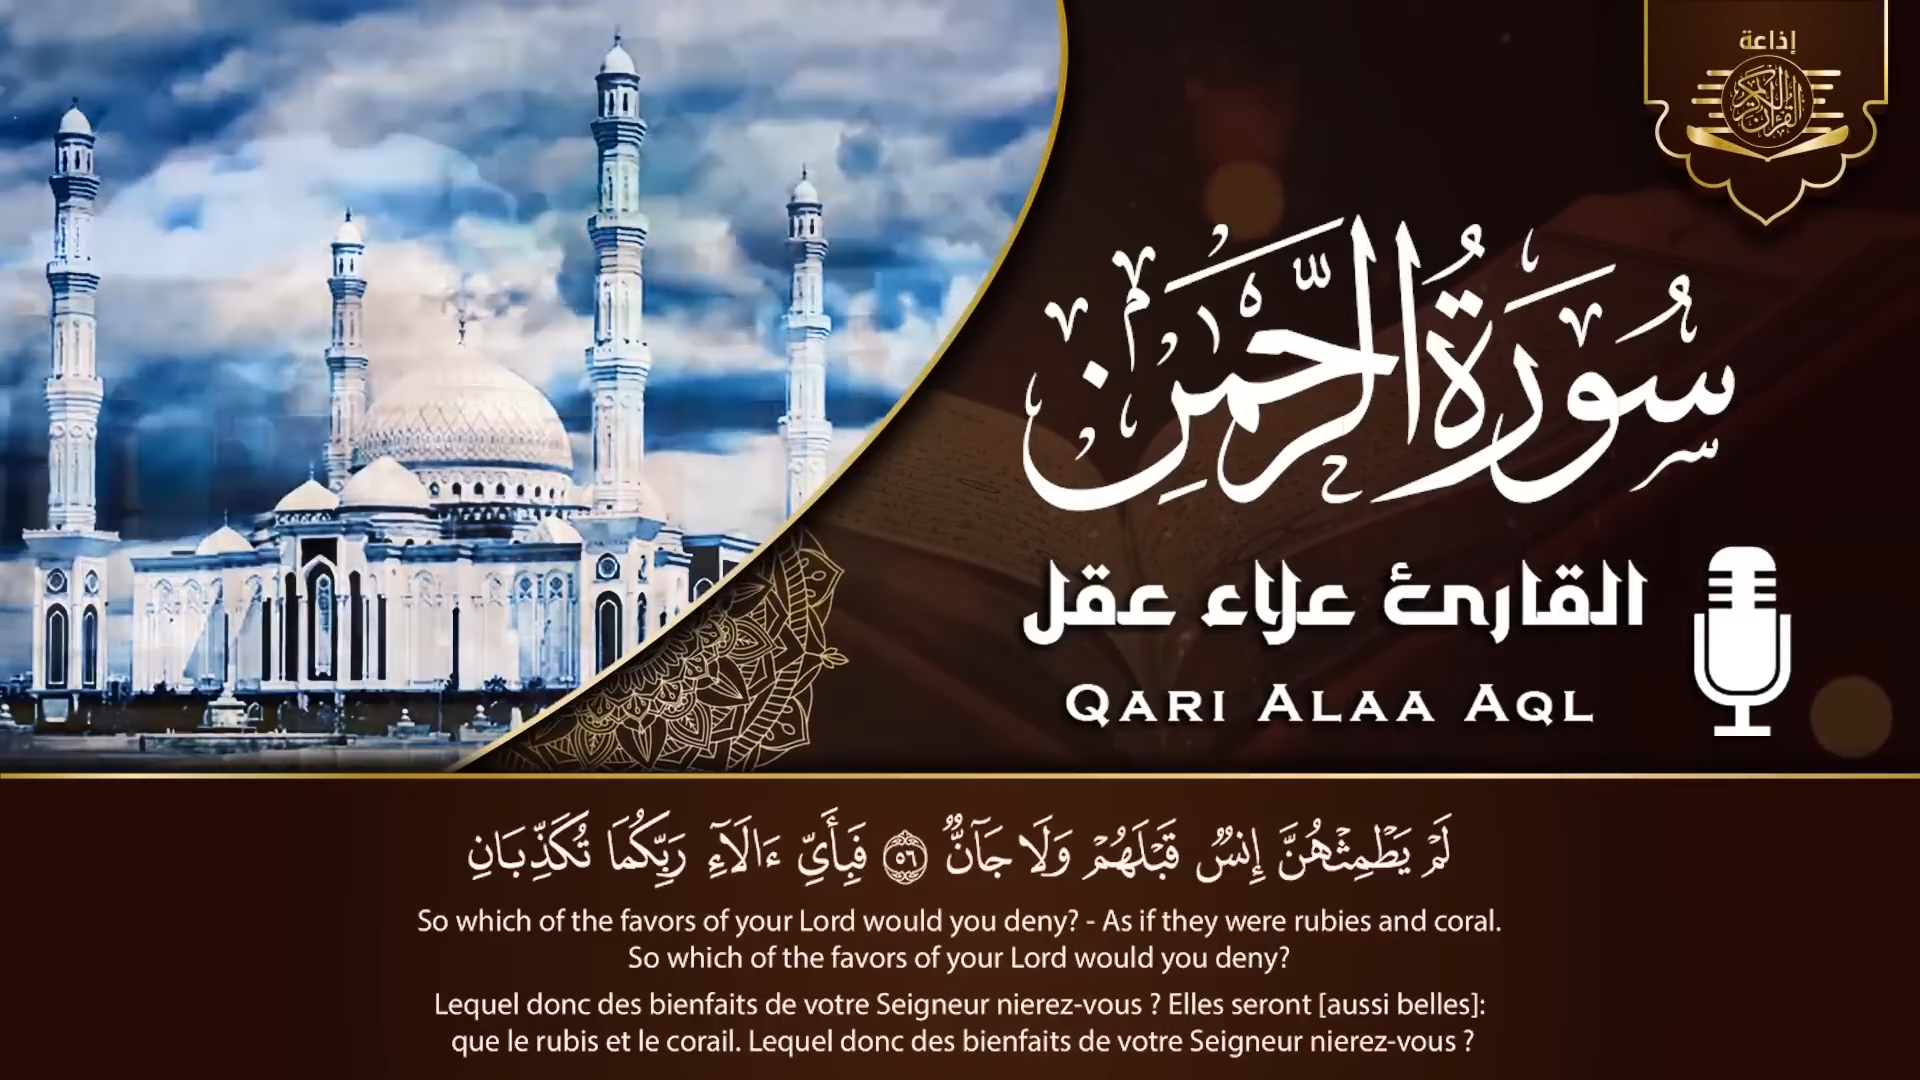 إذاعة
القرآن الكريم
سُورَةُ الرَّحْمَٰنِ
القارئ علاء عقل
QARI ALAA AQL
لَمْ يَطْمِثْهُنَّ إِنسٌ قَبْلَهُمْ وَلَا جَآنٌّ ٥٦ فَبِأَيِّ ءَالَآءِ رَبِّكُمَا تُكَذِّبَانِ
So which of the favors of your Lord would you deny? - As if they were rubies and coral.
So which of the favors of your Lord would you deny?
Lequel donc des bienfaits de votre Seigneur nierez-vous ? Elles seront [aussi belles]:
que le rubis et le corail. Lequel donc des bienfaits de votre Seigneur nierez-vous ?